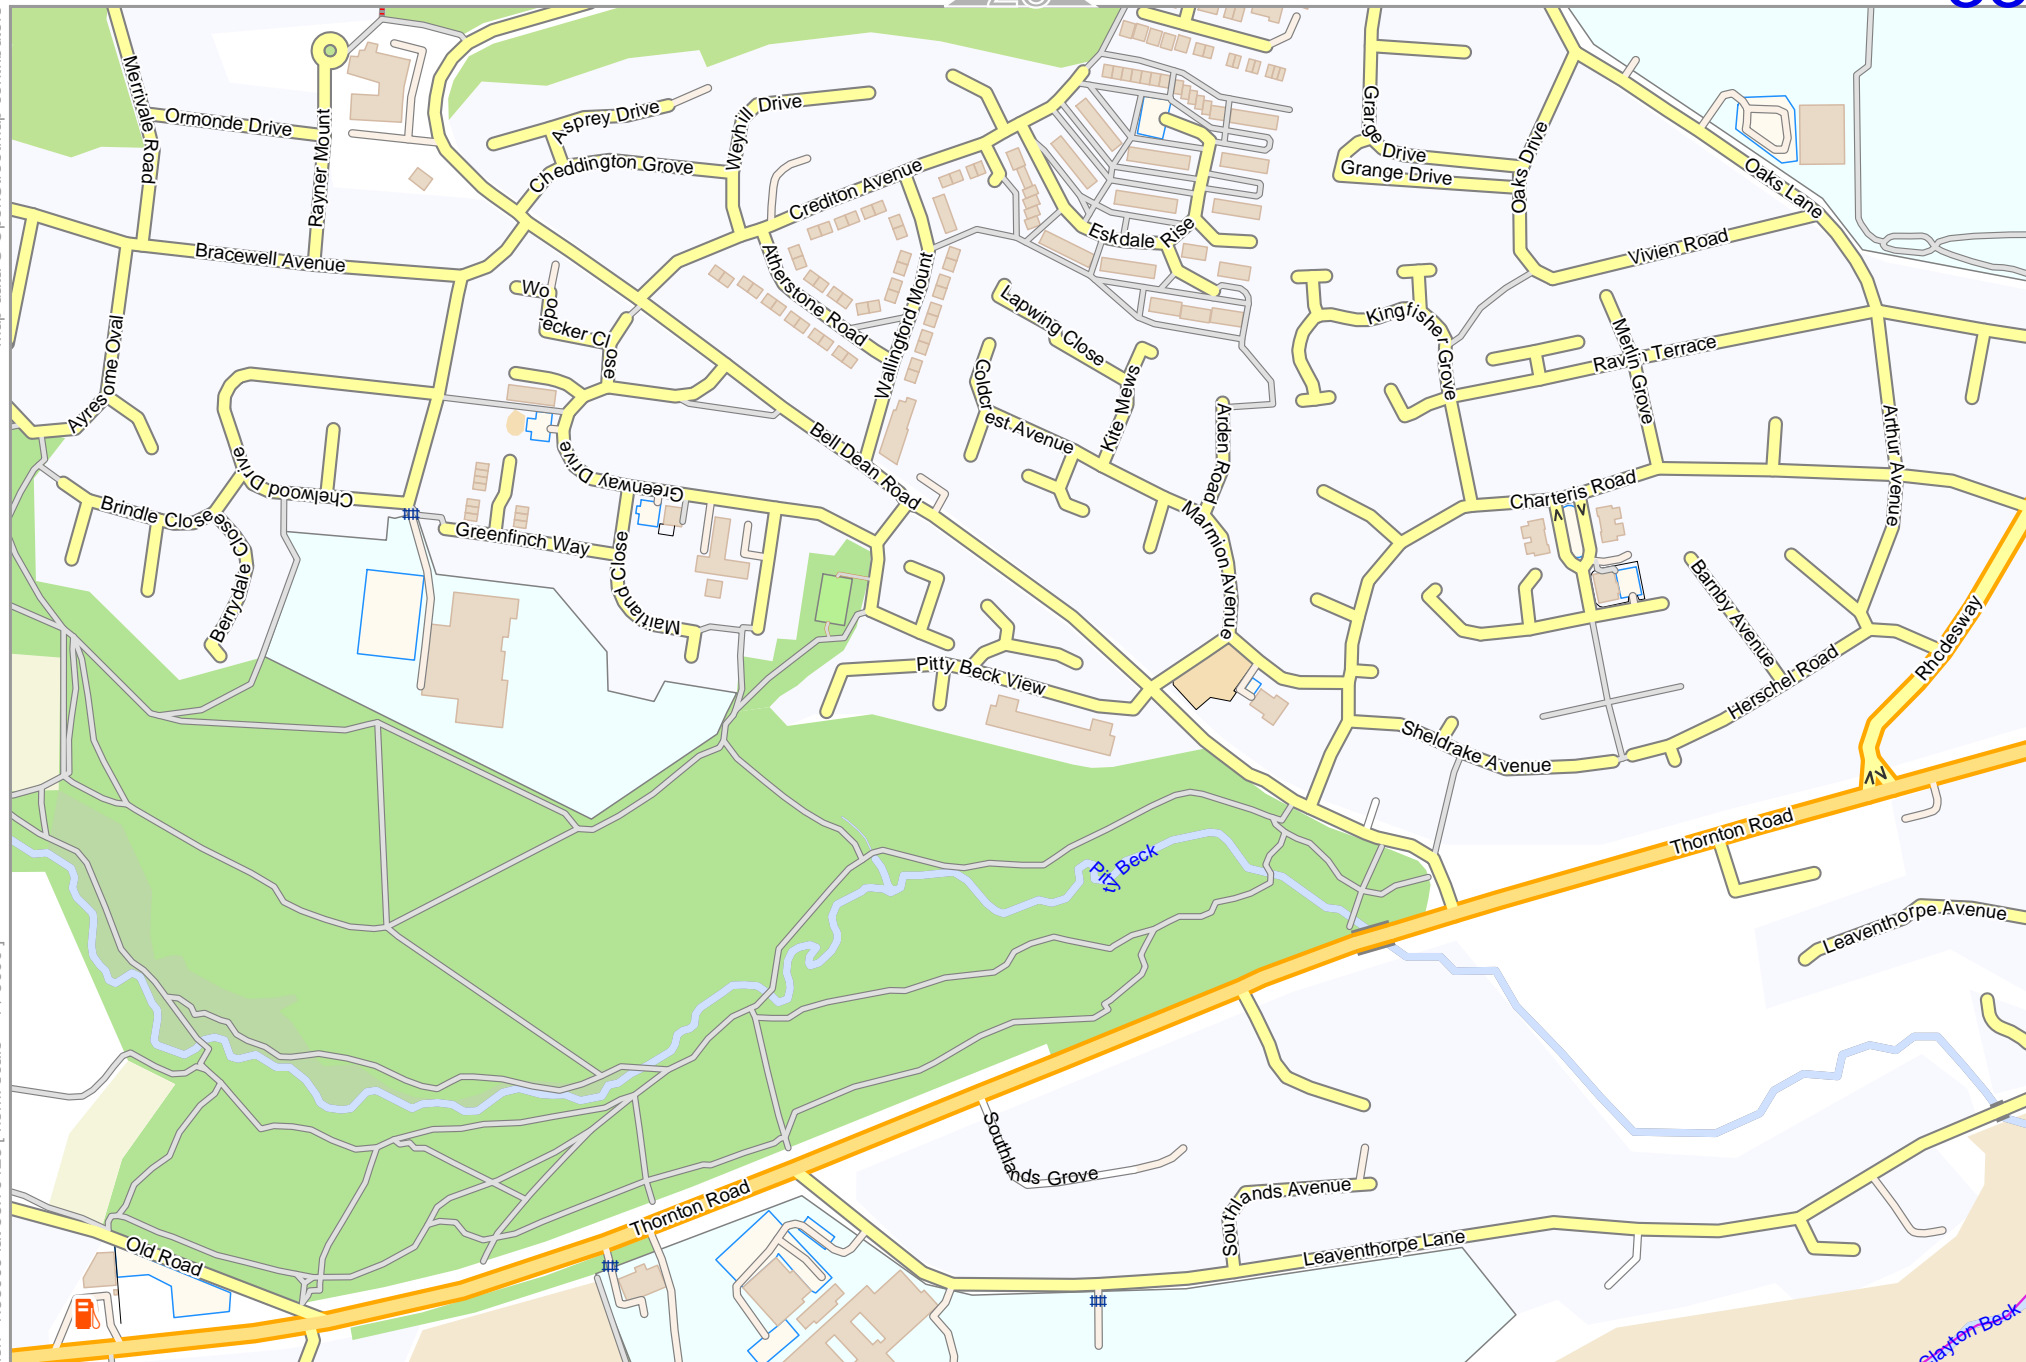 Merrivale Road
Ormonde Drive
Rayner Mount
Asprey Drive
Weyhill Drive
Cheddington Grove
Crediton Avenue
Grange Drive
Grange Drive
Oaks Drive
Oaks Lane
Bracewell Avenue
Atherstone Road
Wallingford Mount
Eskdale Rise
Vivien Road
Woodpecker Close
Lapwing Close
Kingfisher Grove
Merlin Grove
Raven Terrace
Ayresome Oval
Goldcrest Avenue
Kite Mews
Arden Road
Arthur Avenue
Bell Dean Road
Chelwood Drive
Greenway Drive
Brindle Close
Berrydale Close
Greenfinch Way
Maitland Close
Marmion Avenue
Charteris Road
Barnby Avenue
Herschel Road
Rhodesway
Pitty Beck View
Sheldrake Avenue
Pitty Beck
Thornton Road
Leaventhorpe Avenue
Southlands Grove
Southlands Avenue
Leaventhorpe Lane
Thornton Road
Old Road
Clayton Beck